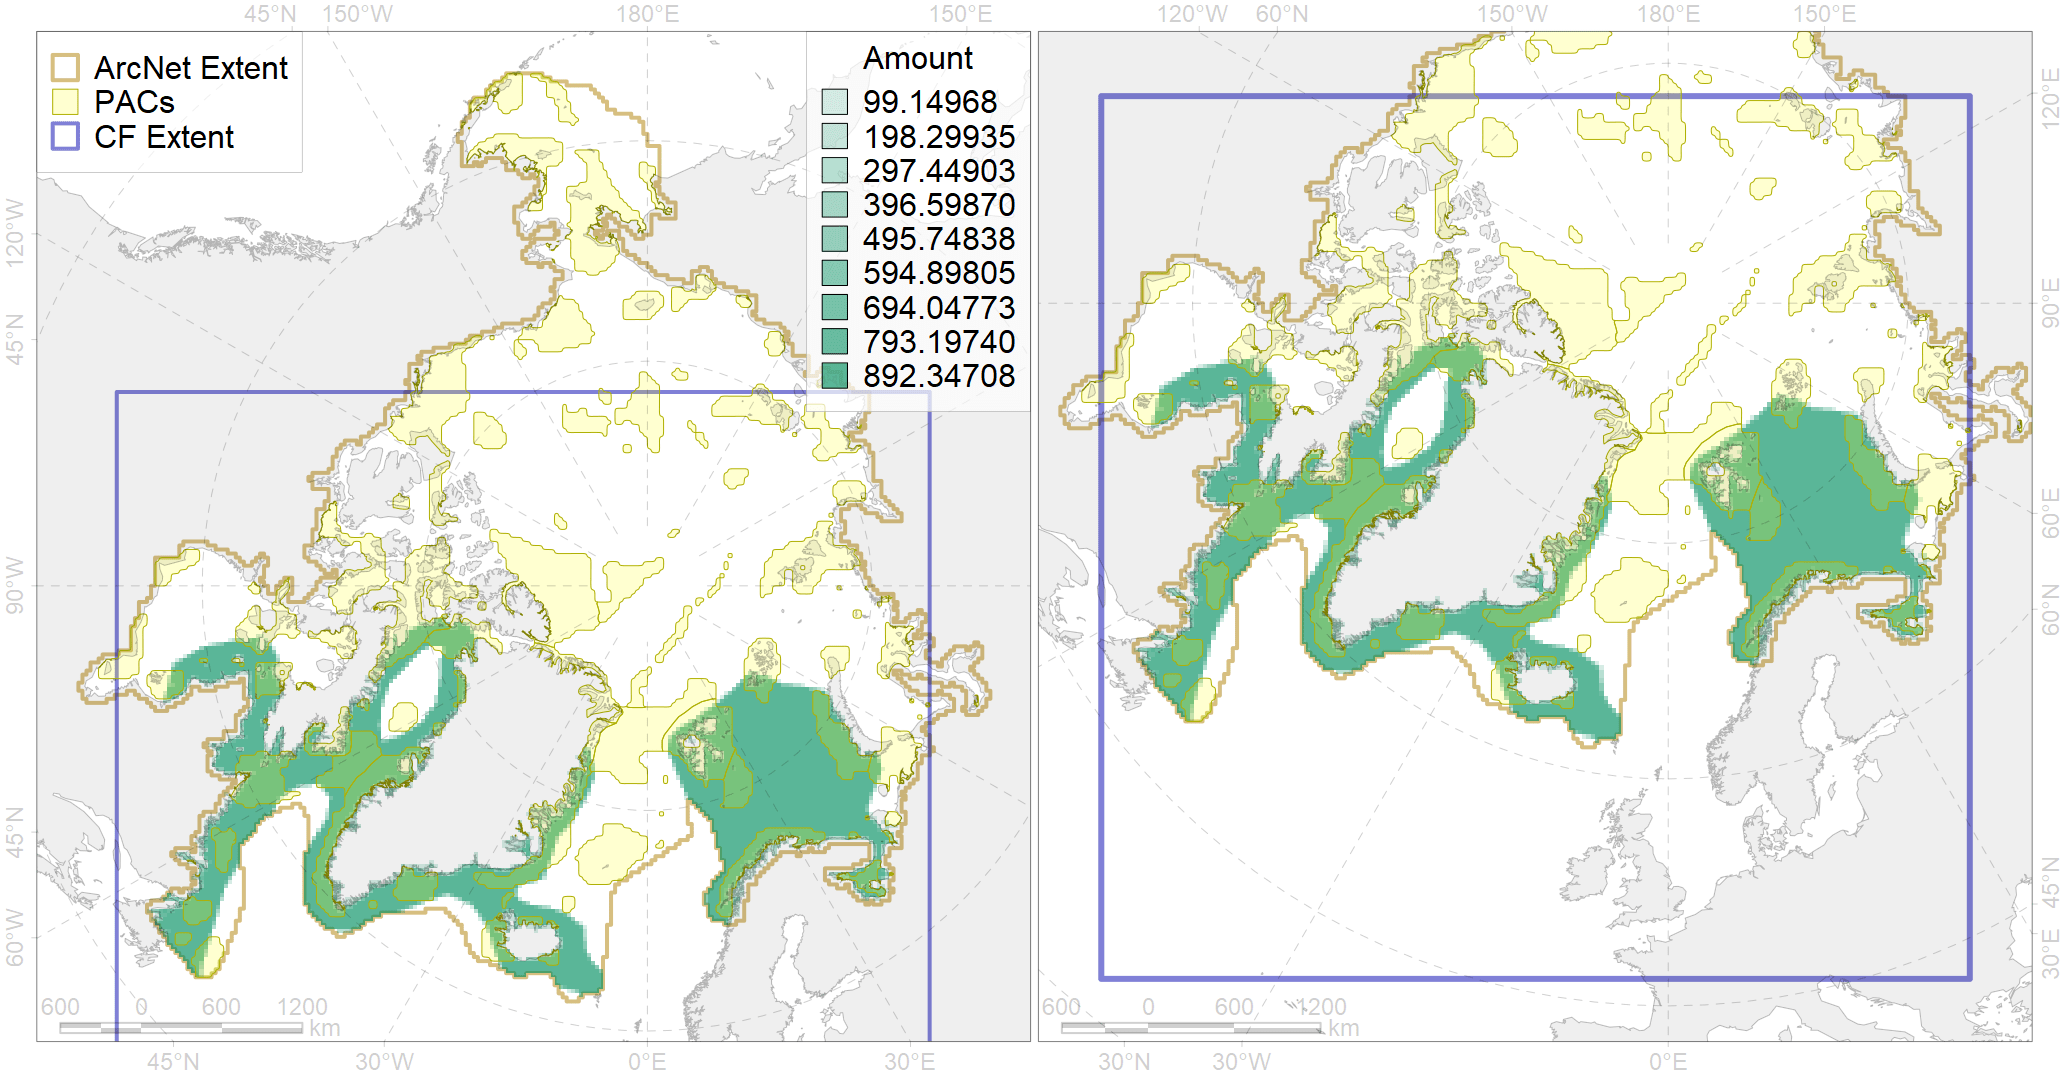 45°N 150°W 180°E 150°E 120°W 60°N 150°W 180°E 150°E
ArcNet Extent
PACs
CF Extent
Amount
99.14968
198.29935
297.44903
396.59870
495.74838
594.89805
694.04773
793.19740
892.34708
120°W
45°N
90°W
45°N
60°W
120°E
90°E
60°E
60°N
45°N
30°E
600 0 600 1200
km
600 0 600 1200
km
45°N 30°W 0°E 30°E 30°N 30°W 0°E